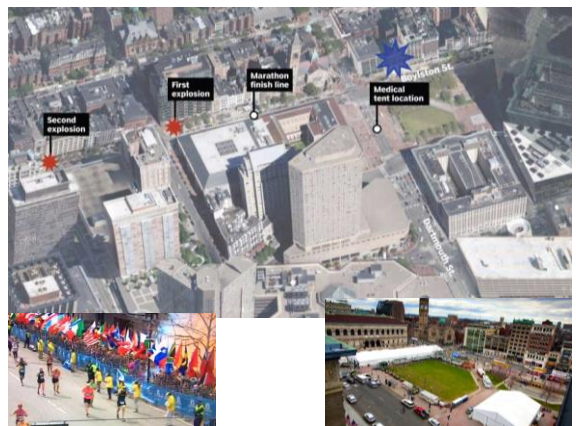 Marathon
finish line
First
explosion
Boylston St.
Medical
tent location
Second
explosion
Dartmouth St.